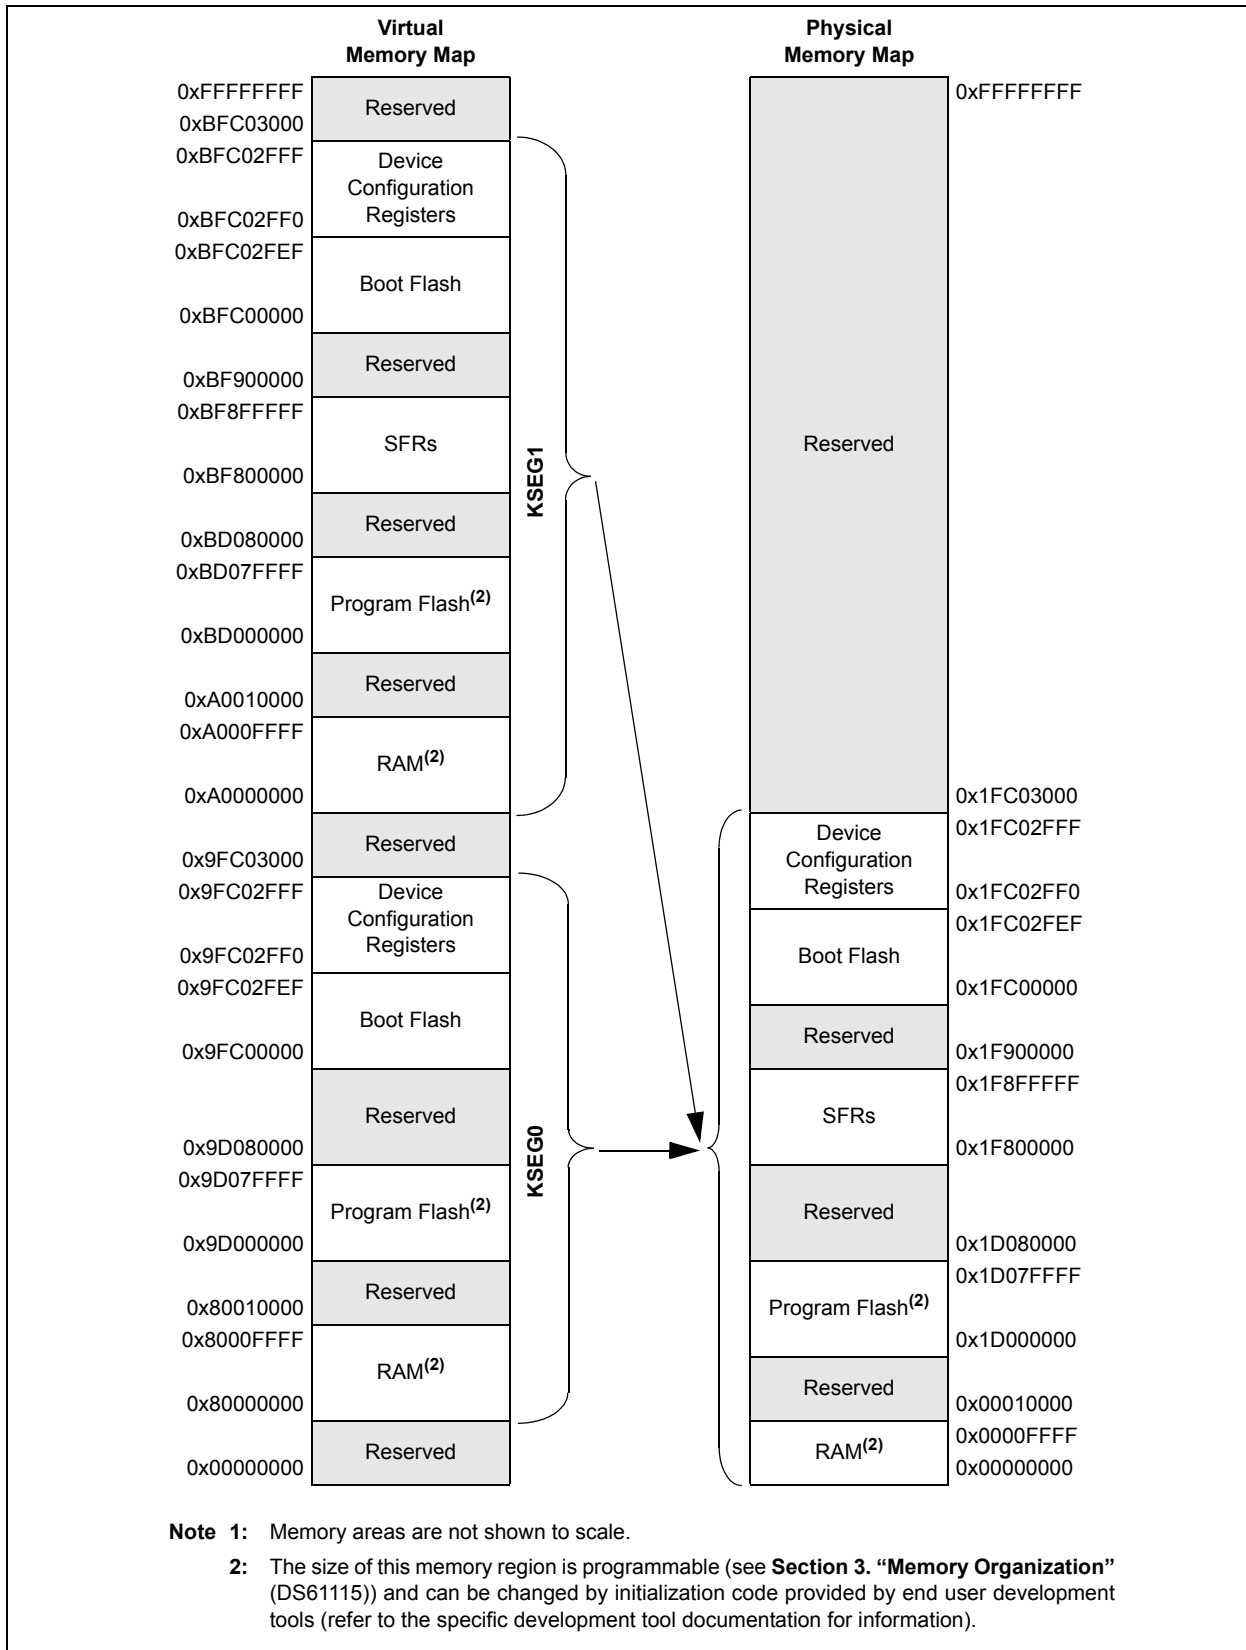 Virtual
Memory Map
0xFFFFFFFF
Reserved
0xBFC03000
0xBFC02FFF
Device
Configuration
Registers
0xBFC02FF0
0xBFC02FEF
Boot Flash
0xBFC00000
Reserved
0xBF900000
0xBF8FFFFF
SFRs
0xBF800000
Reserved
0xBD080000
0xBD07FFFF
Program Flash(2)
0xBD000000
Reserved
0xA0010000
0xA000FFFF
RAM(2)
0xA0000000
KSEG1
Reserved
0x9FC03000
0x9FC02FFF
Device
Configuration
Registers
0x9FC02FF0
0x9FC02FEF
Boot Flash
0x9FC00000
Reserved
0x9D080000
0x9D07FFFF
Program Flash(2)
0x9D000000
Reserved
0x80010000
0x8000FFFF
RAM(2)
0x80000000
KSEG0
Reserved
0x00000000
Physical
Memory Map
0xFFFFFFFF
Reserved
0x1FC03000
0x1FC02FFF
Device
Configuration
Registers
0x1FC02FF0
0x1FC02FEF
Boot Flash
0x1FC00000
Reserved
0x1F900000
0x1F8FFFFF
SFRs
0x1F800000
Reserved
0x1D080000
0x1D07FFFF
Program Flash(2)
0x1D000000
Reserved
0x00010000
0x0000FFFF
RAM(2)
0x00000000
Note 1: Memory areas are not shown to scale.
2: The size of this memory region is programmable (see Section 3. “Memory Organization”
(DS61115)) and can be changed by initialization code provided by end user development
tools (refer to the specific development tool documentation for information).